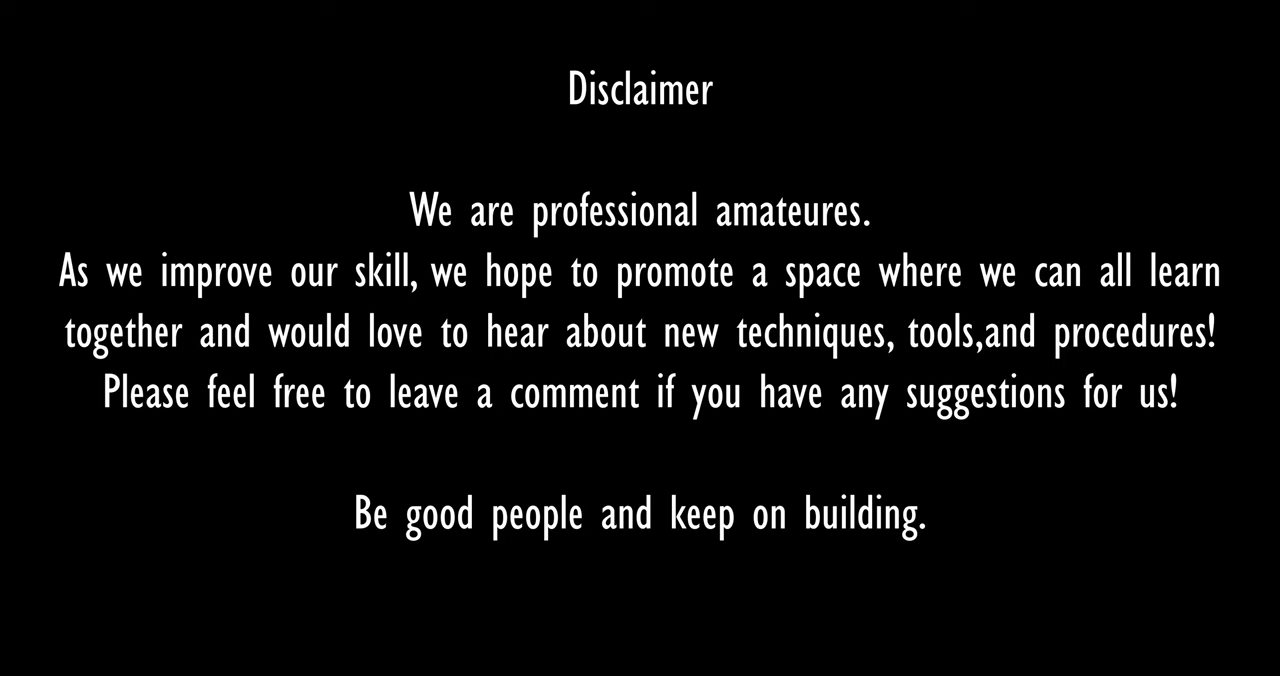 Disclaimer
We are professional amateures.
As we improve our skill, we hope to promote a space where we can all learn
together and would love to hear about new techniques, tools,and procedures!
Please feel free to leave a comment if you have any suggestions for us!
Be good people and keep on building.